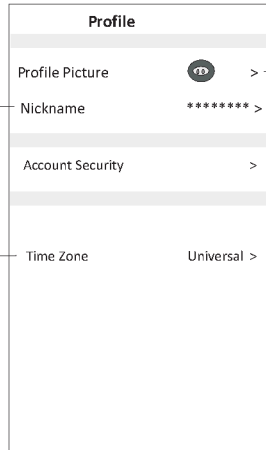 Profile
Profile Picture >
Nickname ******** >
Account Security >
Time Zone Universal >